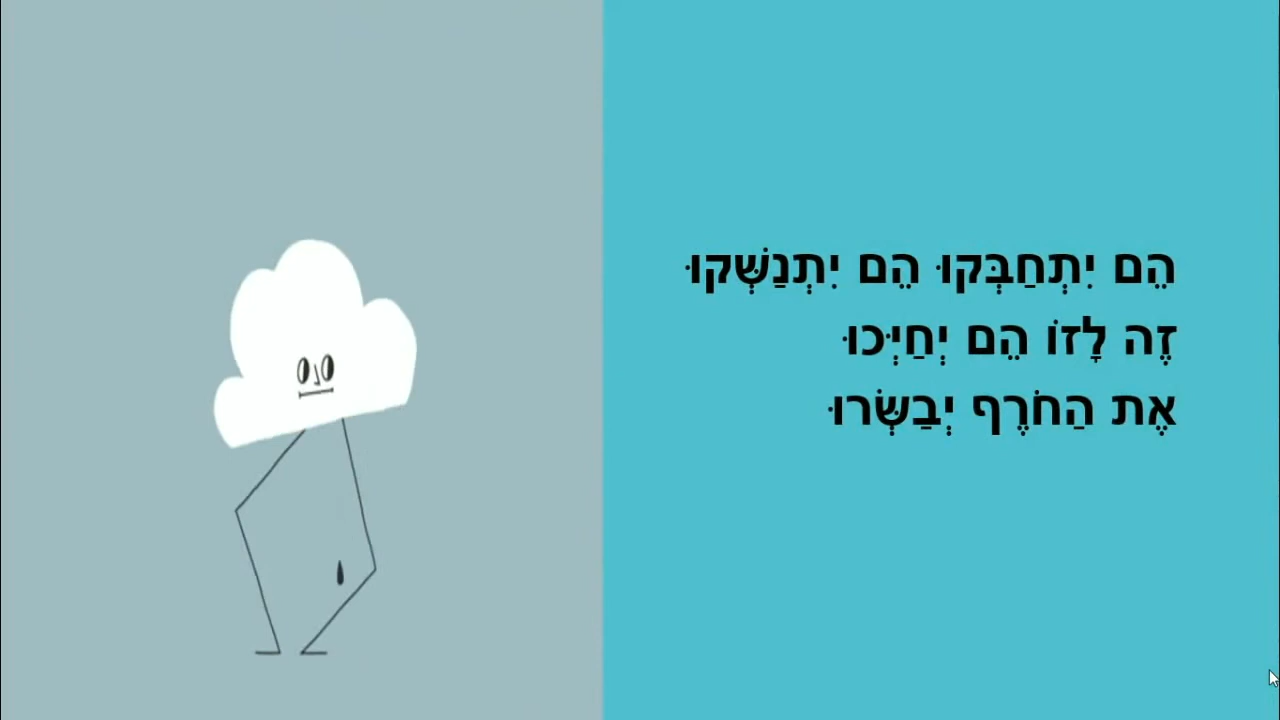 הֵם יִתְחַבְּקוּ הֵם יִתְנַשְּׁקוּ
זֶה לָזוֹ הֵם יְחַיְּכוּ
אֶת הַחֹרֶף יְבַשְּׂרוּ